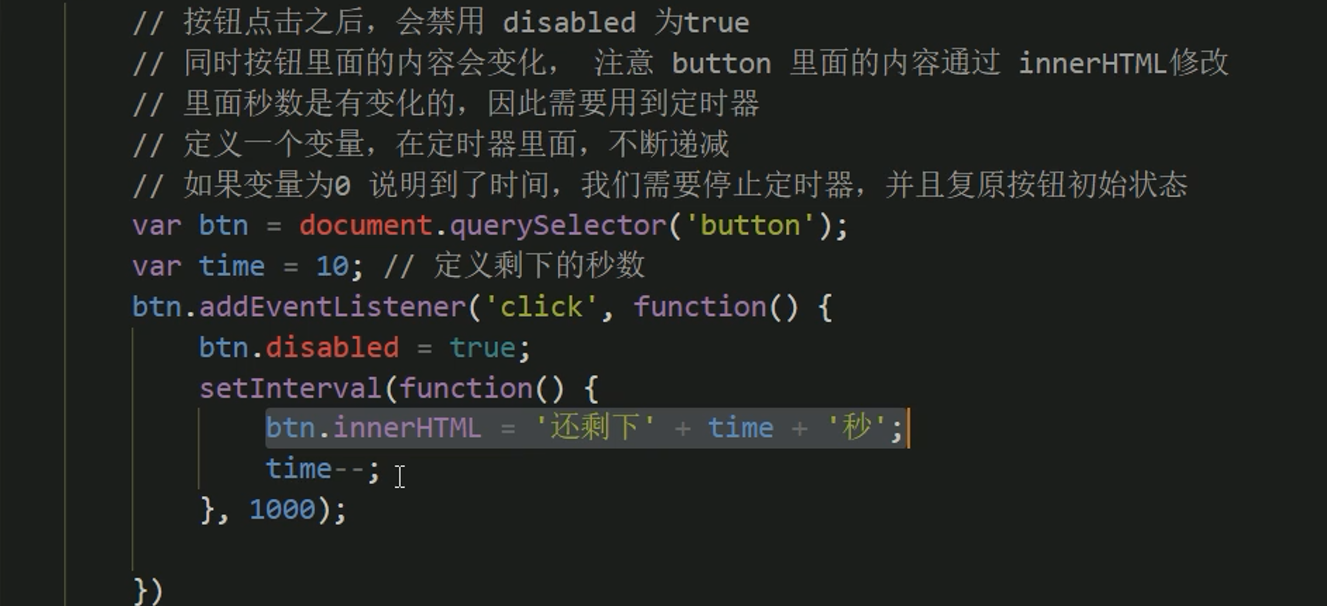 // 按钮点击之后，会禁用 disabled 为true
// 同时按钮里面的内容会变化， 注意 button 里面的内容通过 innerHTML修改
// 里面秒数是有变化的，因此需要用到定时器
// 定义一个变量，在定时器里面，不断递减
// 如果变量为0 说明到了时间，我们需要停止定时器，并且复原按钮初始状态
var btn = document.querySelector('button');
var time = 10; // 定义剩下的秒数
btn.addEventListener('click', function() {
btn.disabled = true;
setInterval(function() {
btn.innerHTML = '还剩下' + time + '秒';
time--;
}, 1000);
})